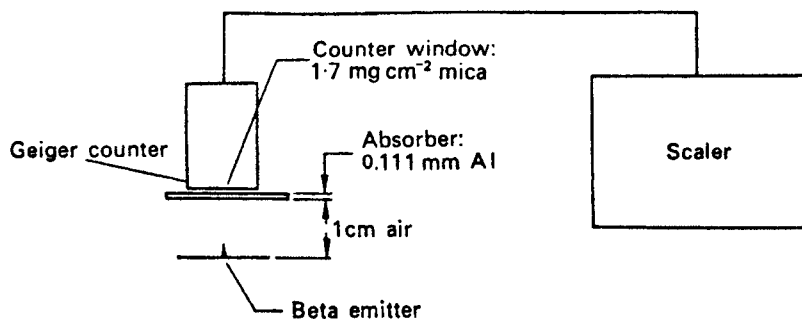 Counter window:
1·7 mg cm⁻² mica
Geiger counter
Absorber:
0.111 mm Al
Scaler
1cm air
Beta emitter